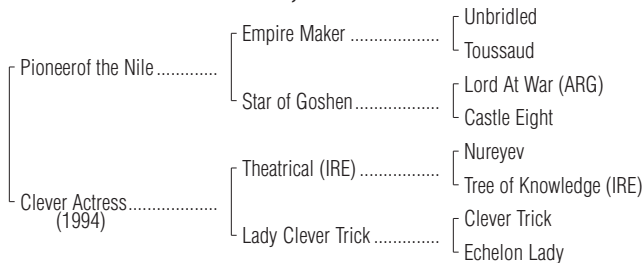 Unbridled
Empire Maker ...................
Toussaud
Pioneerof the Nile .............
Lord At War (ARG)
Star of Goshen ..................
Castle Eight
Nureyev
Theatrical (IRE) .................
Tree of Knowledge (IRE)
Clever Actress ...................
(1994)
Clever Trick
Lady Clever Trick ..............
Echelon Lady